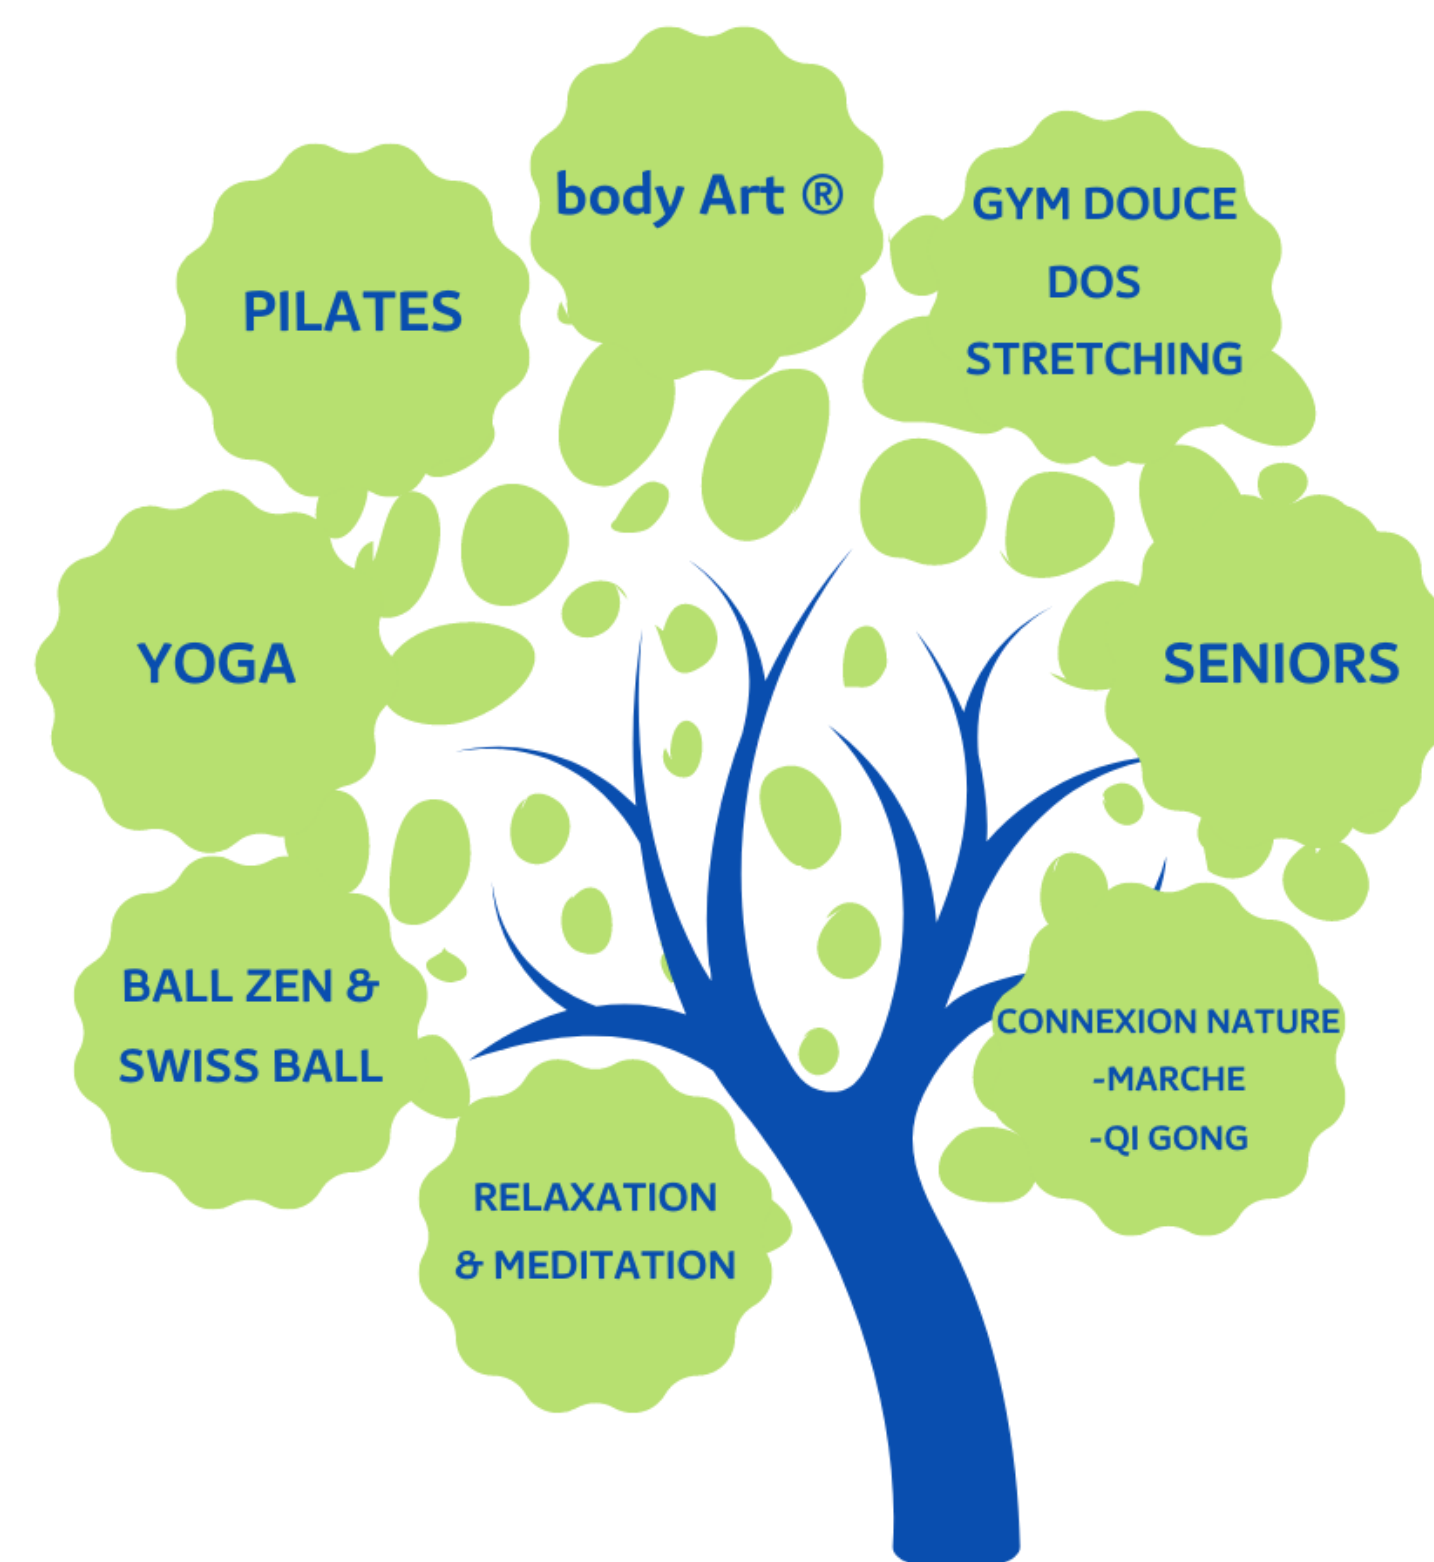 body Art ®
PILATES
GYM DOUCE
DOS
STRETCHING
YOGA
SENIORS
BALL ZEN &
SWISS BALL
CONNEXION NATURE
-MARCHE
-QI GONG
RELAXATION
& MEDITATION